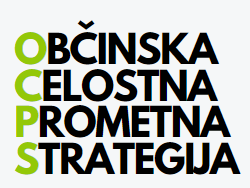 OBČINSKA
CELOSTNA
PROMETNA
STRATEGIJA